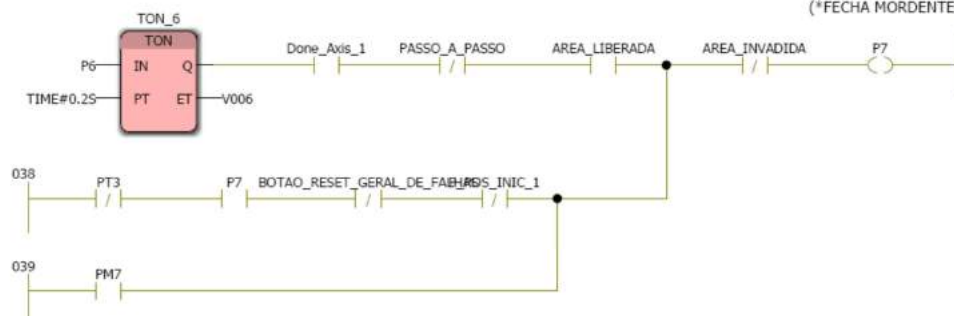 (*FECHA MORDENTE
TON_6
TON
Done_Axis_1 PASSO_A_PASSO AREA_LIBERADA AREA_INVADIDA P7
P6 IN Q
TIME#0.2S PT ET V006
038
PT3 P7 BOTAO_RESET_GERAL_DE_FALHAS POS_INIC_1
039
PM7